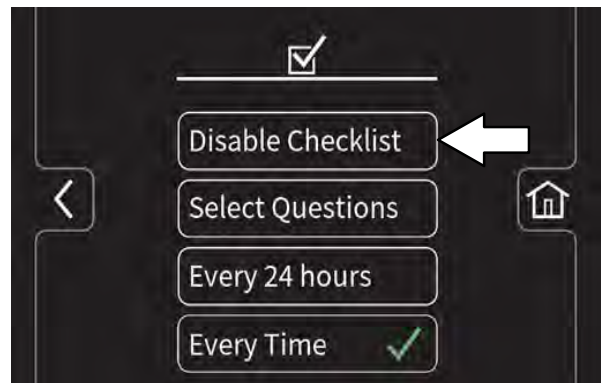 Disable Checklist
Select Questions
Every 24 hours
Every Time